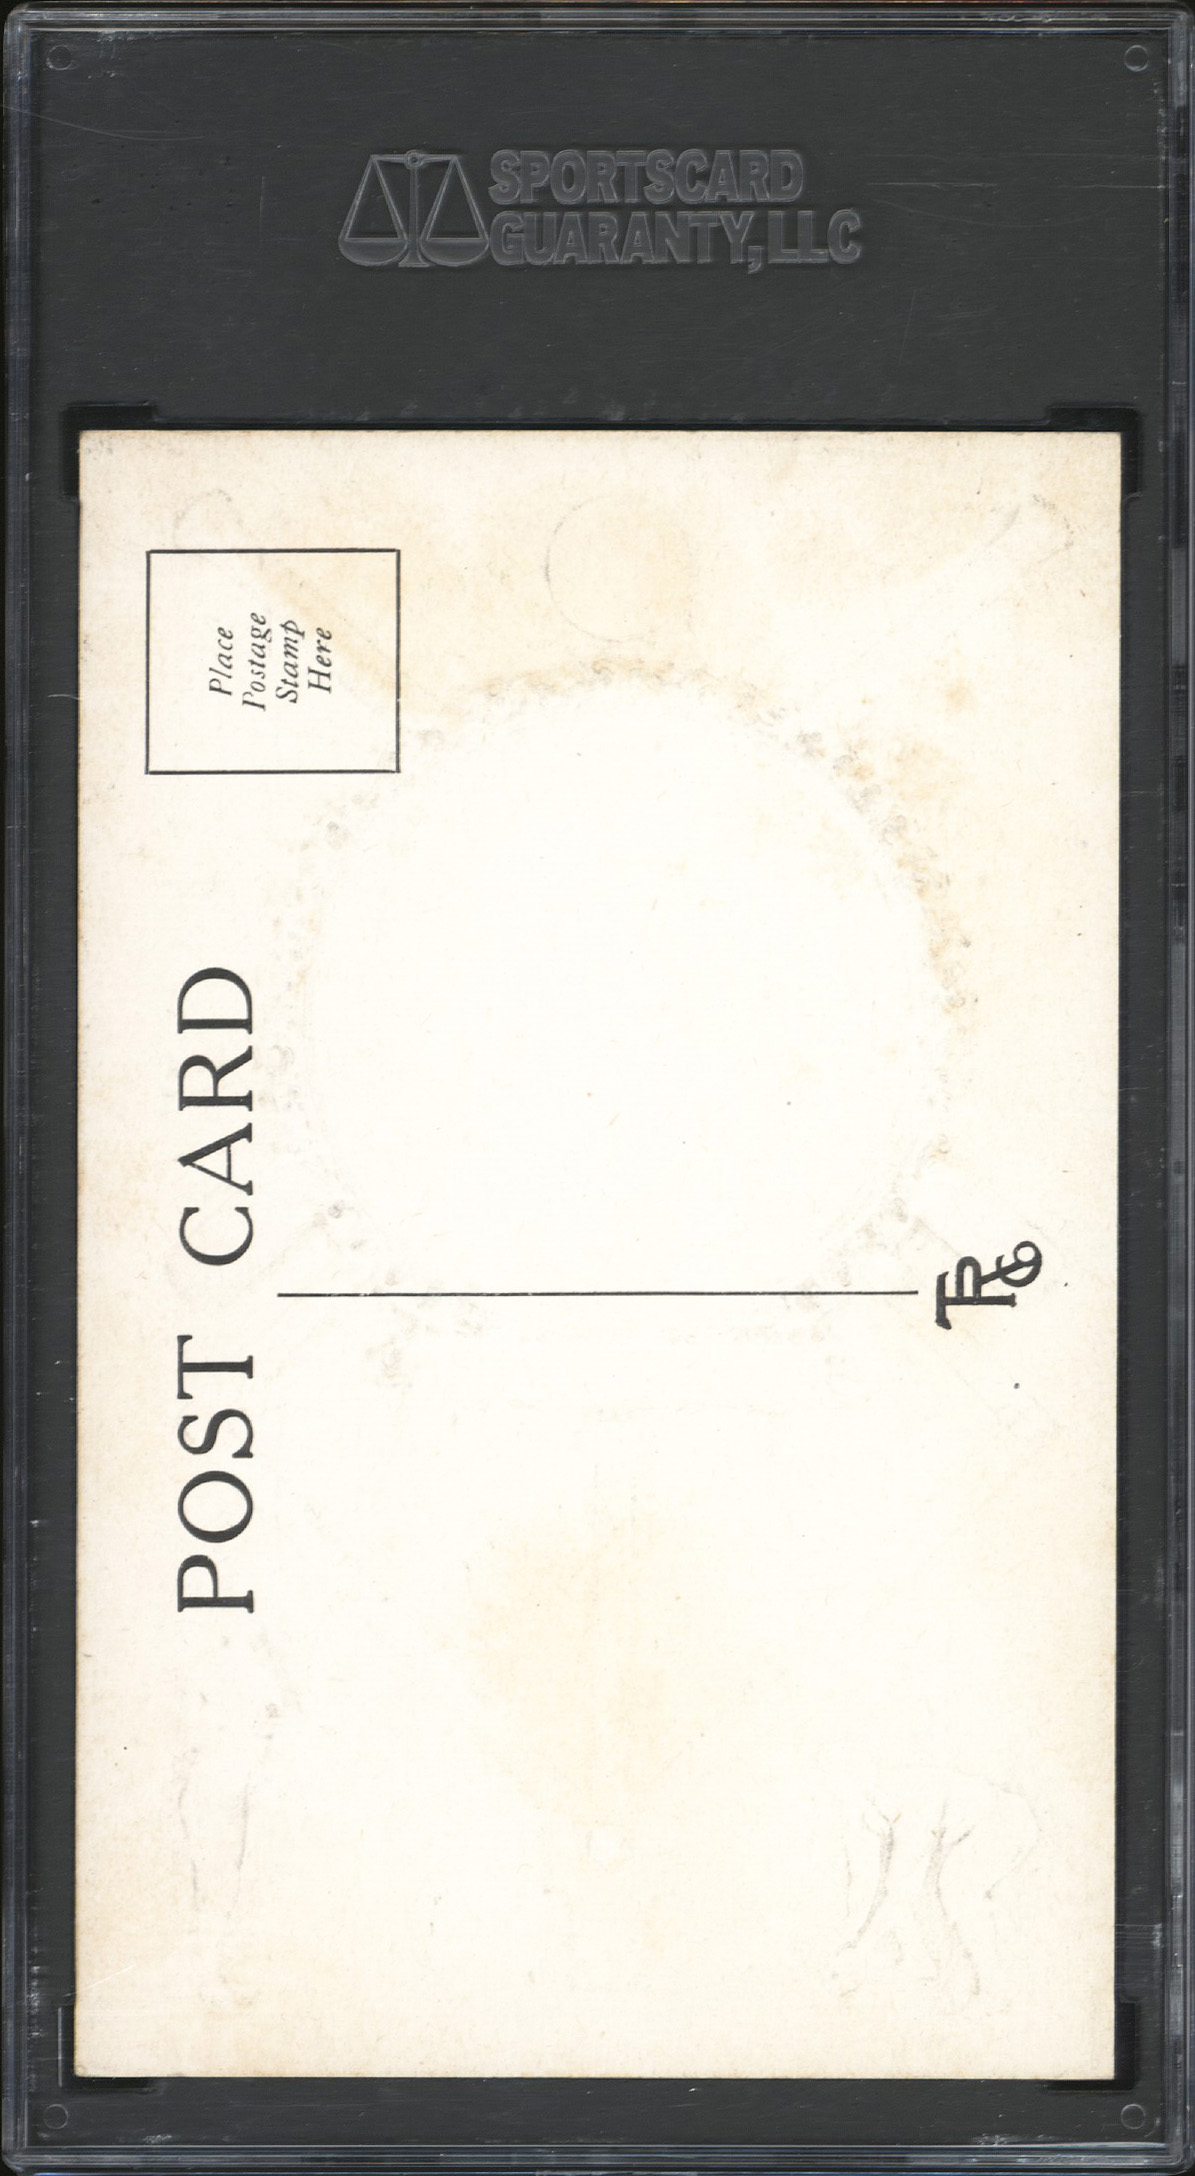 SPORTSCARD
GUARANTY, LLC
Place
Postage
Stamp
Here
POST CARD